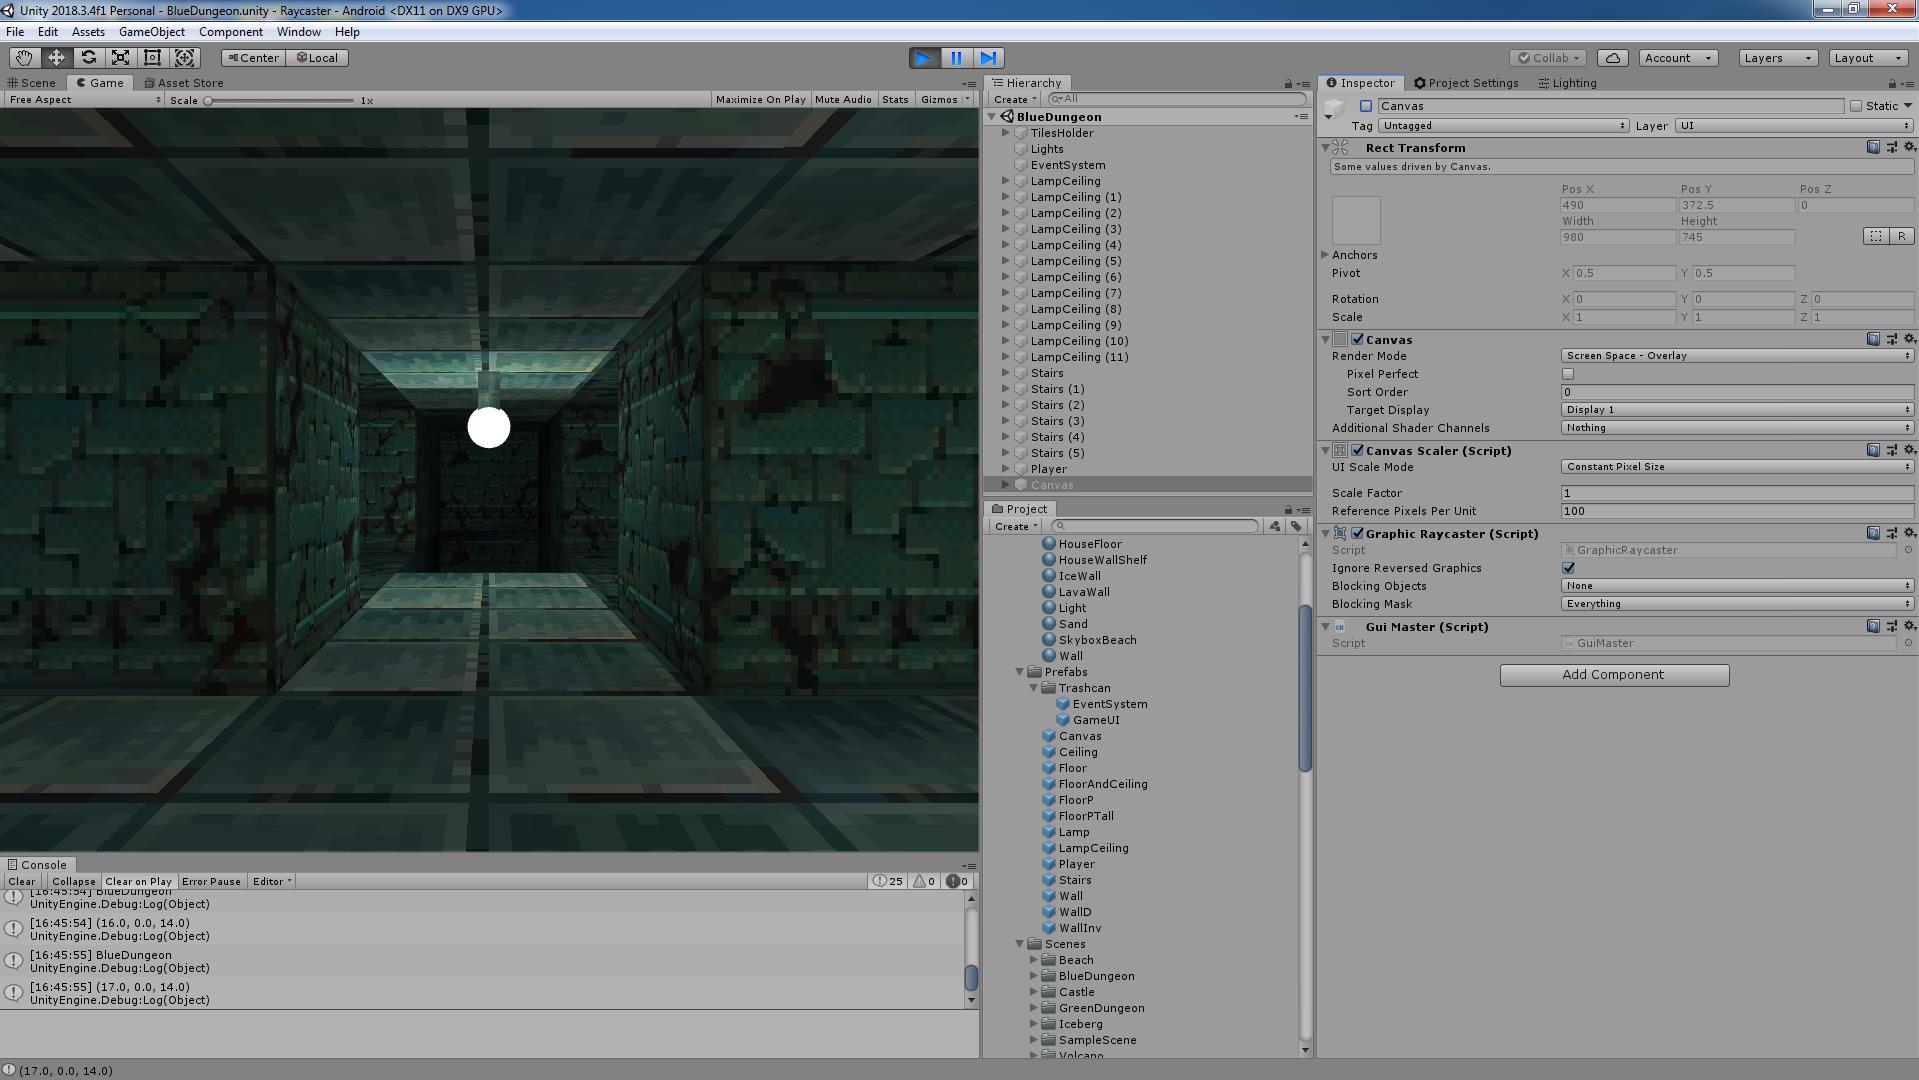 Unity 2018.3.4f1 Personal - BlueDungeon.unity - Raycaster - Android <DX11 on DX9 GPU>
File Edit Assets GameObject Component Window Help
Center Local Collab Account Layers Layout
Scene Game Asset Store
Free Aspect Scale 1x Maximize On Play Mute Audio Stats Gizmos
Hierarchy
Create All
BlueDungeon
TilesHolder
Lights
EventSystem
LampCeiling
LampCeiling (1)
LampCeiling (2)
LampCeiling (3)
LampCeiling (4)
LampCeiling (5)
LampCeiling (6)
LampCeiling (7)
LampCeiling (8)
LampCeiling (9)
LampCeiling (10)
LampCeiling (11)
Stairs
Stairs (1)
Stairs (2)
Stairs (3)
Stairs (4)
Stairs (5)
Player
Canvas
Project
Create
HouseFloor
HouseWallShelf
IceWall
LavaWall
Light
Sand
SkyboxBeach
Wall
Prefabs
Trashcan
EventSystem
GameUI
Canvas
Ceiling
Floor
FloorAndCeiling
FloorP
FloorPTall
Lamp
LampCeiling
Player
Stairs
Wall
WallD
WallInv
Scenes
Beach
BlueDungeon
Castle
GreenDungeon
Iceberg
SampleScene
Volcano
Inspector Project Settings Lighting
Canvas Static
Tag Untagged Layer UI
Rect Transform
Some values driven by Canvas.
Pos X Pos Y Pos Z
490 372.5 0
Width Height
980 745
R
Anchors
Pivot X 0.5 Y 0.5
Rotation X 0 Y 0 Z 0
Scale X 1 Y 1 Z 1
Canvas
Render Mode Screen Space - Overlay
Pixel Perfect
Sort Order 0
Target Display Display 1
Additional Shader Channels Nothing
Canvas Scaler (Script)
UI Scale Mode Constant Pixel Size
Scale Factor 1
Reference Pixels Per Unit 100
Graphic Raycaster (Script)
Script GraphicRaycaster
Ignore Reversed Graphics
Blocking Objects None
Blocking Mask Everything
Gui Master (Script)
Script GuiMaster
Add Component
Console
Clear Collapse Clear on Play Error Pause Editor 25 0 0
[16:45:54] BlueDungeon
UnityEngine.Debug:Log(Object)
[16:45:54] (16.0, 0.0, 14.0)
UnityEngine.Debug:Log(Object)
[16:45:55] BlueDungeon
UnityEngine.Debug:Log(Object)
[16:45:55] (17.0, 0.0, 14.0)
UnityEngine.Debug:Log(Object)
(17.0, 0.0, 14.0)